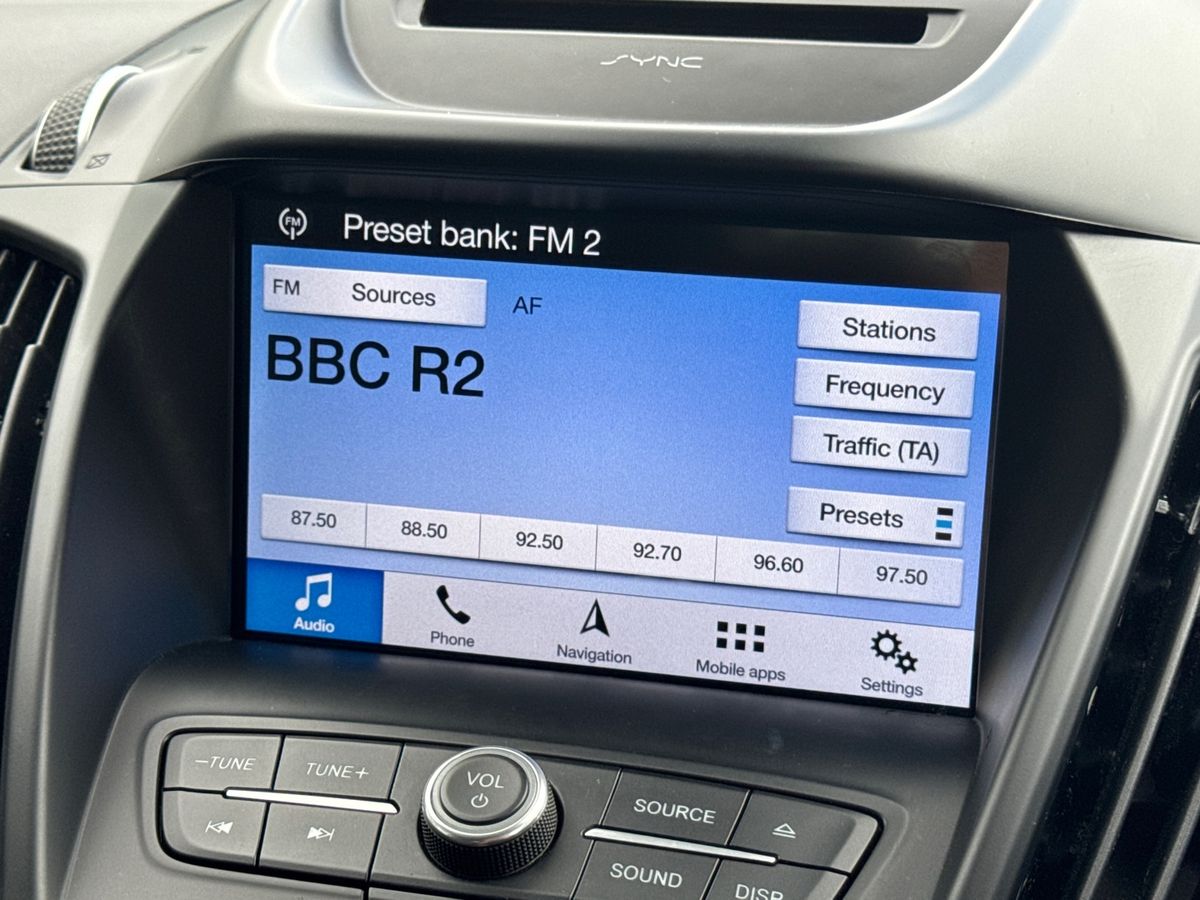 SYNC
FM Preset bank: FM 2
FM Sources AF
BBC R2
Stations
Frequency
Traffic (TA)
Presets
87.50 88.50 92.50 92.70 96.60 97.50
Audio Phone Navigation Mobile apps Settings
−TUNE TUNE+ VOL SOURCE
SOUND DISP